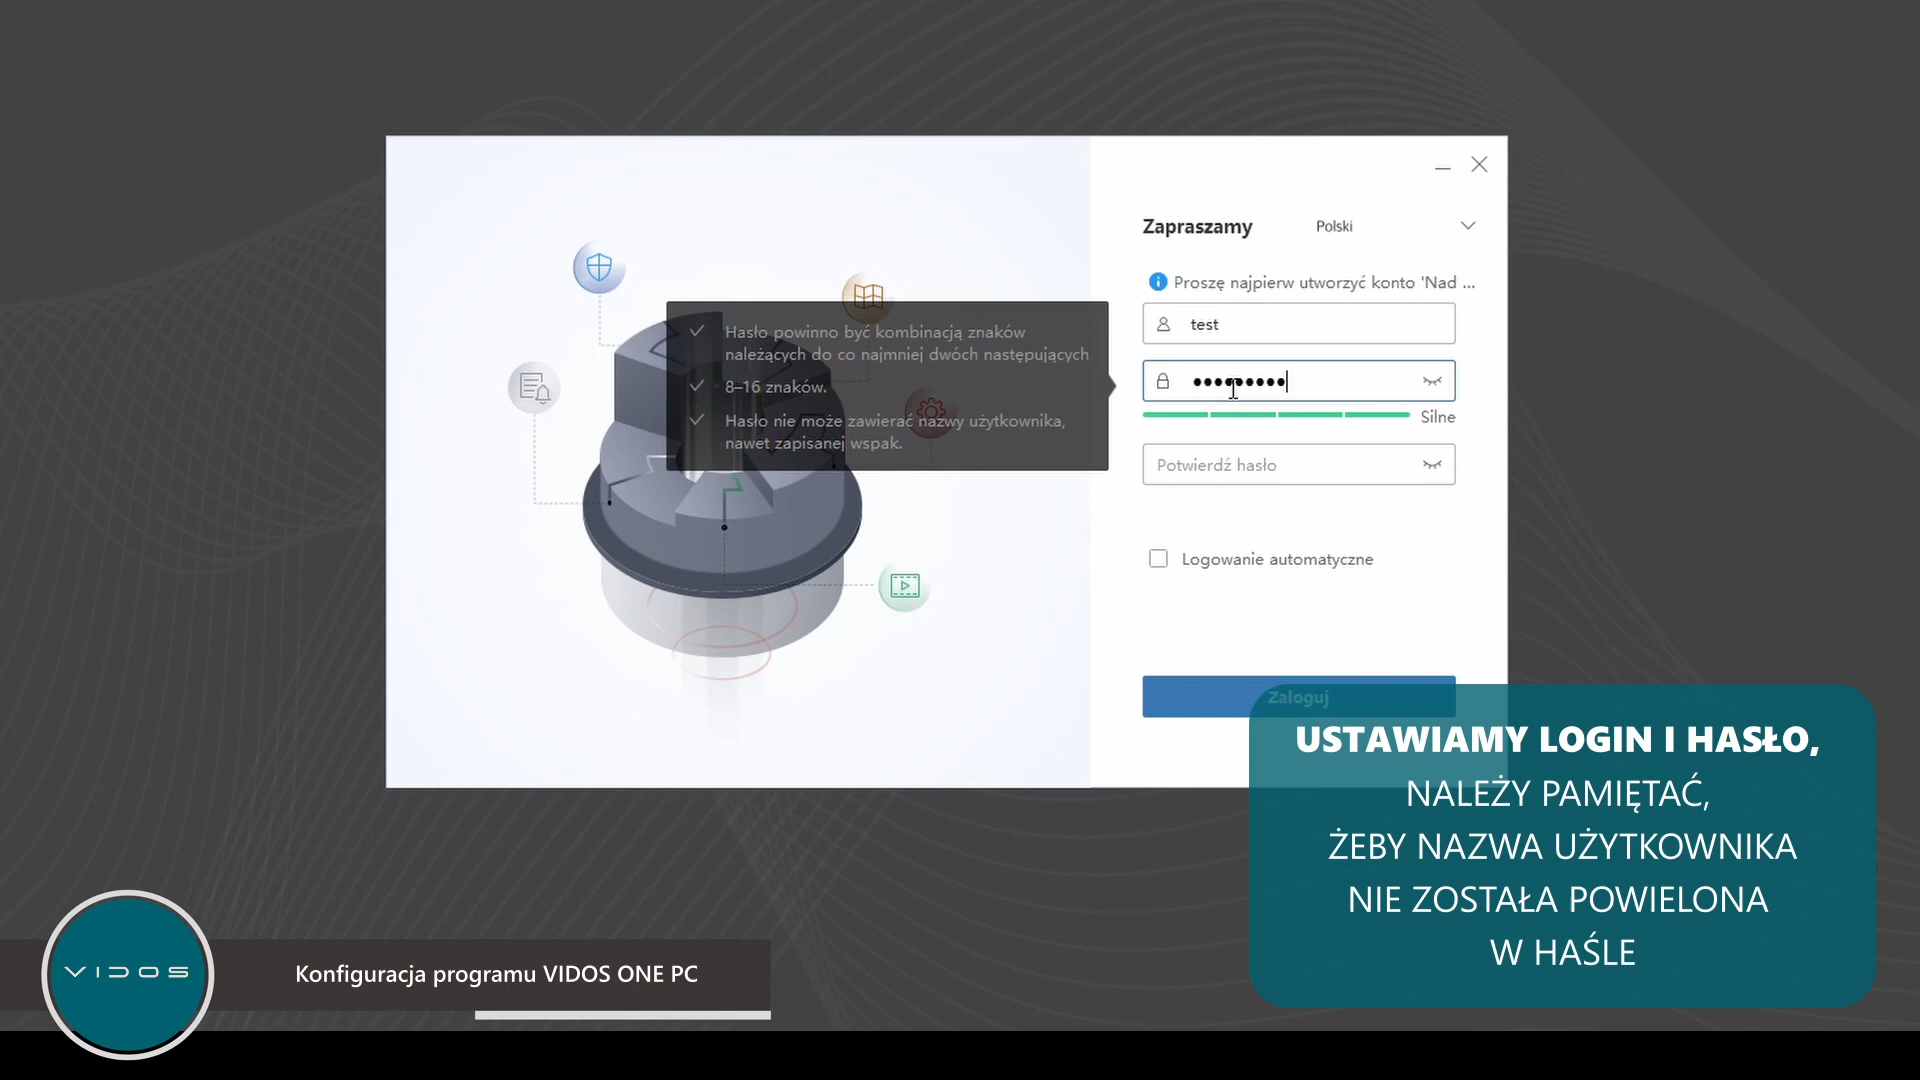 Zapraszamy
Polski
Proszę najpierw utworzyć konto 'Nad ...
test
Silne
Potwierdź hasło
Logowanie automatyczne
Zaloguj
Hasło powinno być kombinacją znaków
należących do co najmniej dwóch następujących
8–16 znaków.
Hasło nie może zawierać nazwy użytkownika,
nawet zapisanej wspak.
USTAWIAMY LOGIN I HASŁO,
NALEŻY PAMIĘTAĆ,
ŻEBY NAZWA UŻYTKOWNIKA
NIE ZOSTAŁA POWIELONA
W HAŚLE
VIDOS
Konfiguracja programu VIDOS ONE PC